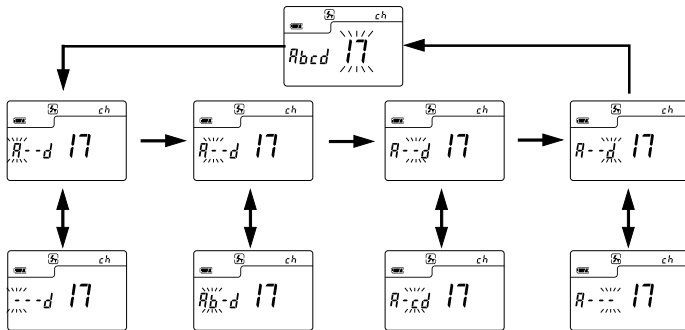 ch
Abcd 17
ch
A--d 17
ch
A--d 17
ch
A--d 17
ch
A--d 17
ch
---d 17
ch
Ab-d 17
ch
A-cd 17
ch
A--- 17